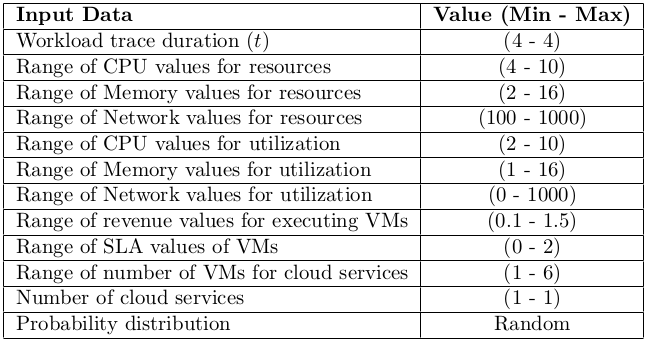 Input Data Value (Min - Max)
Workload trace duration (t) (4 - 4)
Range of CPU values for resources (4 - 10)
Range of Memory values for resources (2 - 16)
Range of Network values for resources (100 - 1000)
Range of CPU values for utilization (2 - 10)
Range of Memory values for utilization (1 - 16)
Range of Network values for utilization (0 - 1000)
Range of revenue values for executing VMs (0.1 - 1.5)
Range of SLA values of VMs (0 - 2)
Range of number of VMs for cloud services (1 - 6)
Number of cloud services (1 - 1)
Probability distribution Random